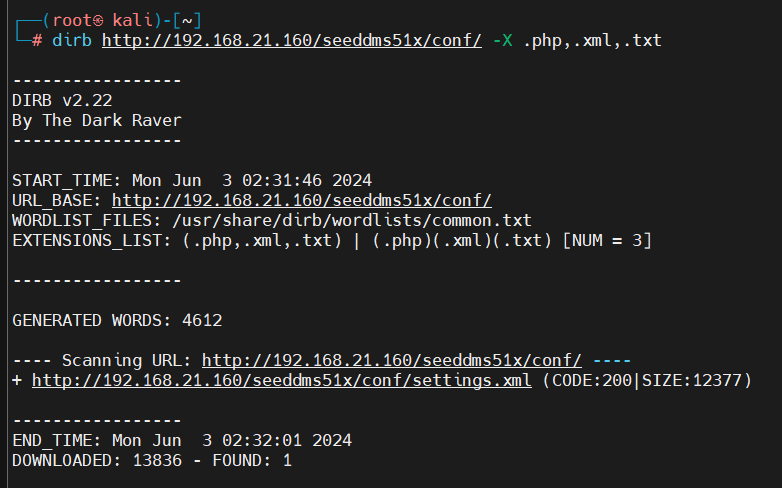 ┌──(root㉿ kali)-[~]
└─# dirb http://192.168.21.160/seeddms51x/conf/ -X .php,.xml,.txt
-----------------
DIRB v2.22
By The Dark Raver
-----------------
START_TIME: Mon Jun  3 02:31:46 2024
URL_BASE: http://192.168.21.160/seeddms51x/conf/
WORDLIST_FILES: /usr/share/dirb/wordlists/common.txt
EXTENSIONS_LIST: (.php,.xml,.txt) | (.php)(.xml)(.txt) [NUM = 3]
-----------------
GENERATED WORDS: 4612
---- Scanning URL: http://192.168.21.160/seeddms51x/conf/ ----
+ http://192.168.21.160/seeddms51x/conf/settings.xml (CODE:200|SIZE:12377)
-----------------
END_TIME: Mon Jun  3 02:32:01 2024
DOWNLOADED: 13836 - FOUND: 1